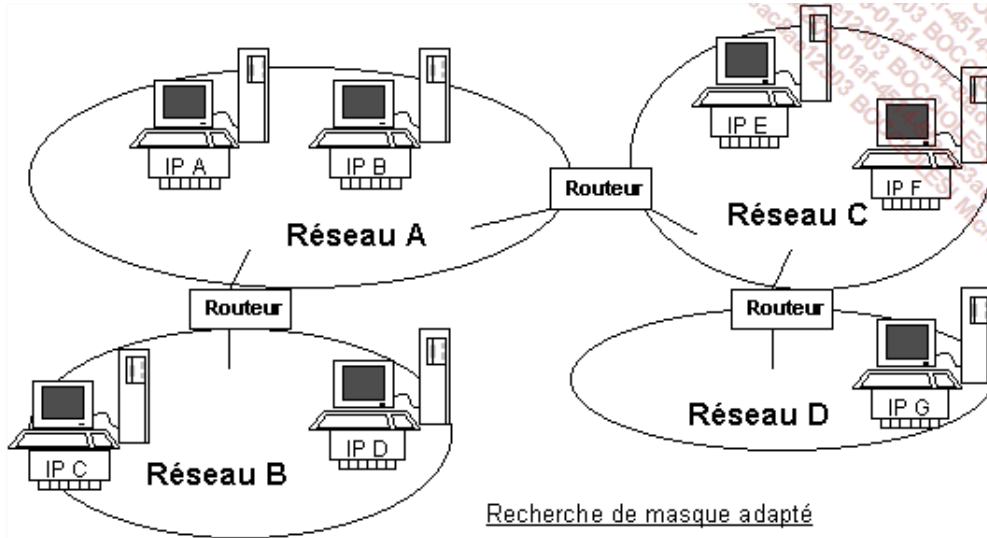 IP A
IP B
IP E
IP F
Routeur
Réseau A
Réseau C
Routeur
Routeur
IP C
IP D
IP G
Réseau B
Réseau D
Recherche de masque adapté